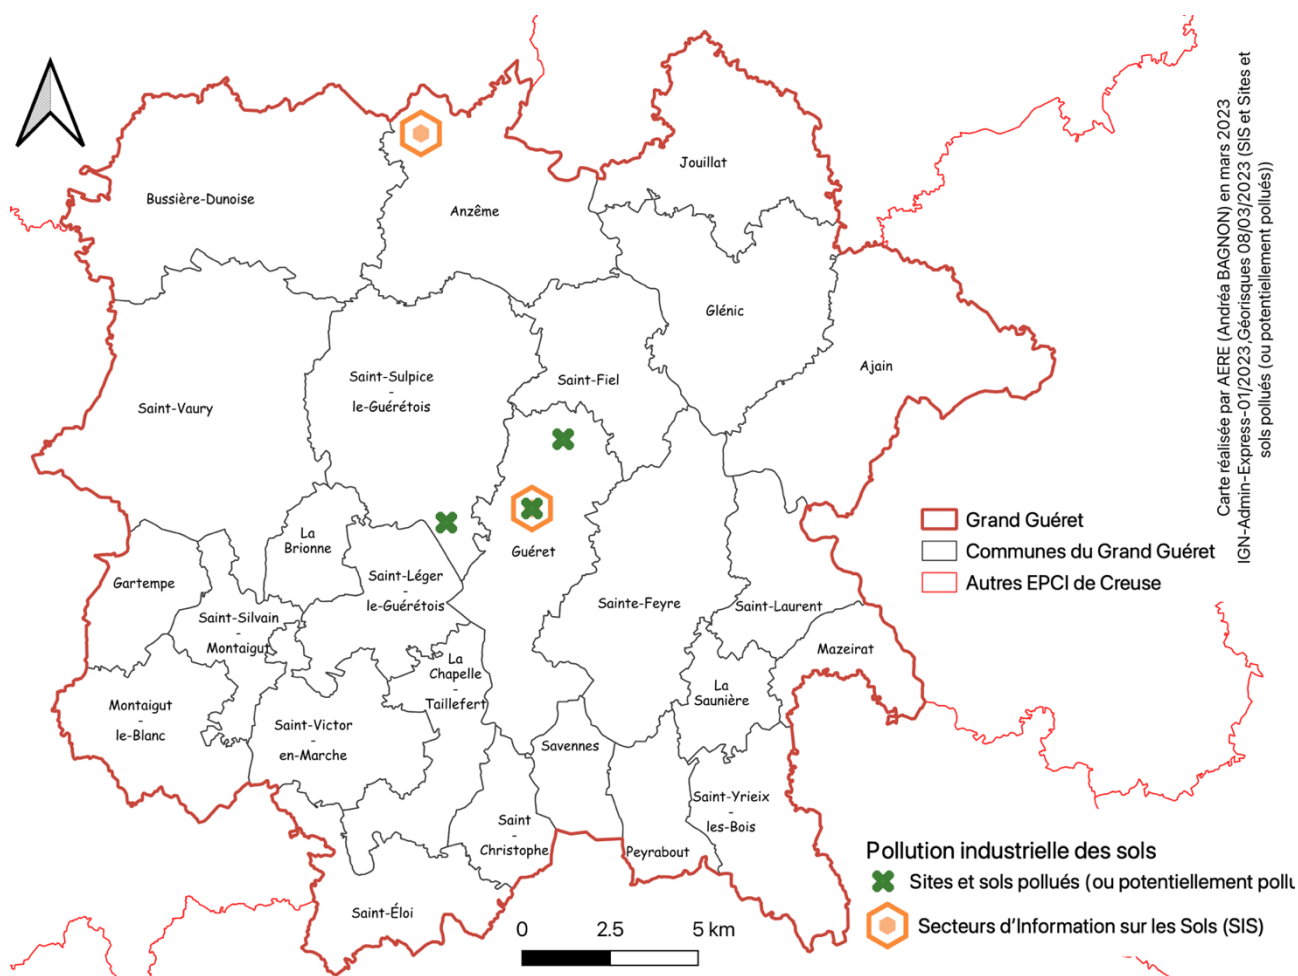 Carte réalisée par AERE (Andréa BAGNON) en mars 2023
IGN-Admin-Express-01/2023,Géorisques 08/03/2023 (SIS et Sites et
sols pollués (ou potentiellement pollués))
Jouillat
Bussière-Dunoise
Anzême
Glénic
Ajain
Saint-Sulpice
-
le-Guérétois
Saint-Fiel
Saint-Vaury
La
Brionne
Guéret
Gartempe
Saint-Léger
-
le-Guérétois
Sainte-Feyre
Saint-Laurent
Saint-Silvain
-
Montaigut
Mazeirat
La
Chapelle
-
Taillefert
La
Saunière
Montaigut
-
le-Blanc
Saint-Victor
-
en-Marche
Savennes
Saint-Yrieix
-
les-Bois
Saint
-
Christophe
Peyrabout
Saint-Éloi
Grand Guéret
Communes du Grand Guéret
Autres EPCI de Creuse
Pollution industrielle des sols
Sites et sols pollués (ou potentiellement pollu
Secteurs d'Information sur les Sols (SIS)
0 2.5 5 km